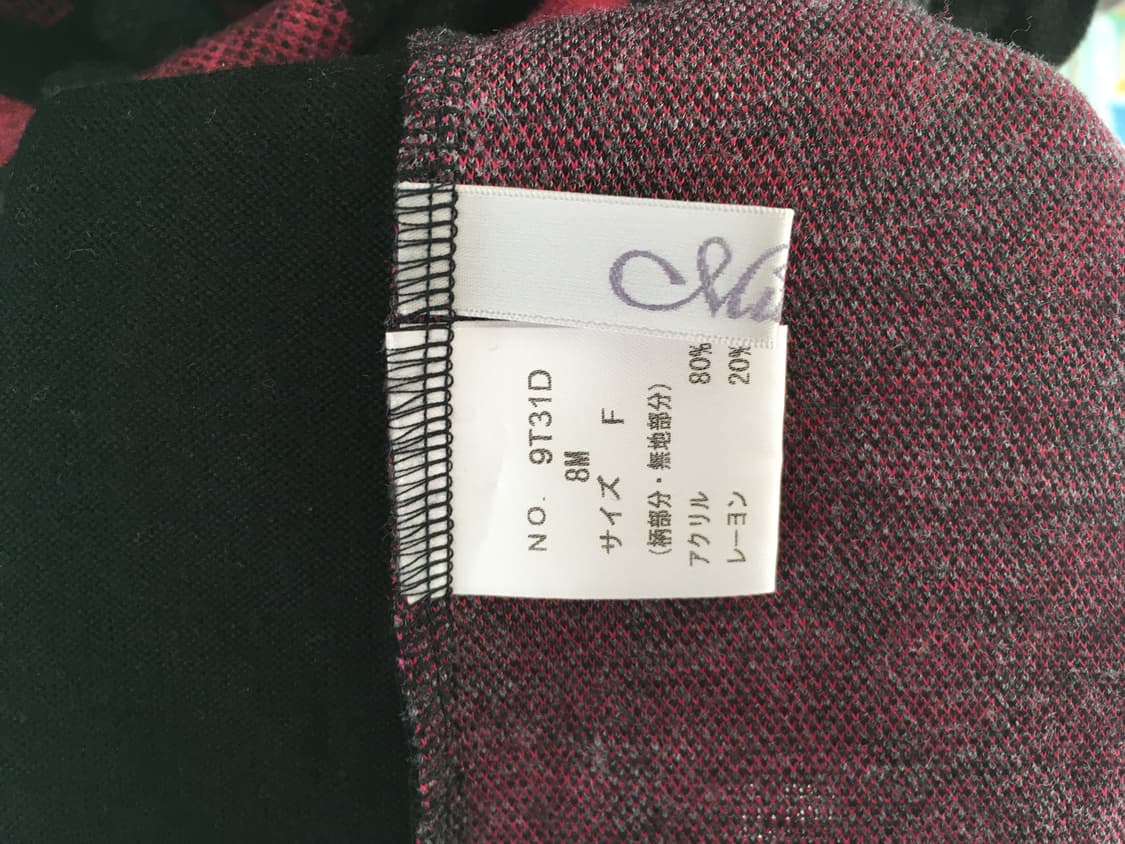 NO. 9T31D
8M
サイズ F
(柄部分・無地部分)
アクリル 80%
レーヨン 20%